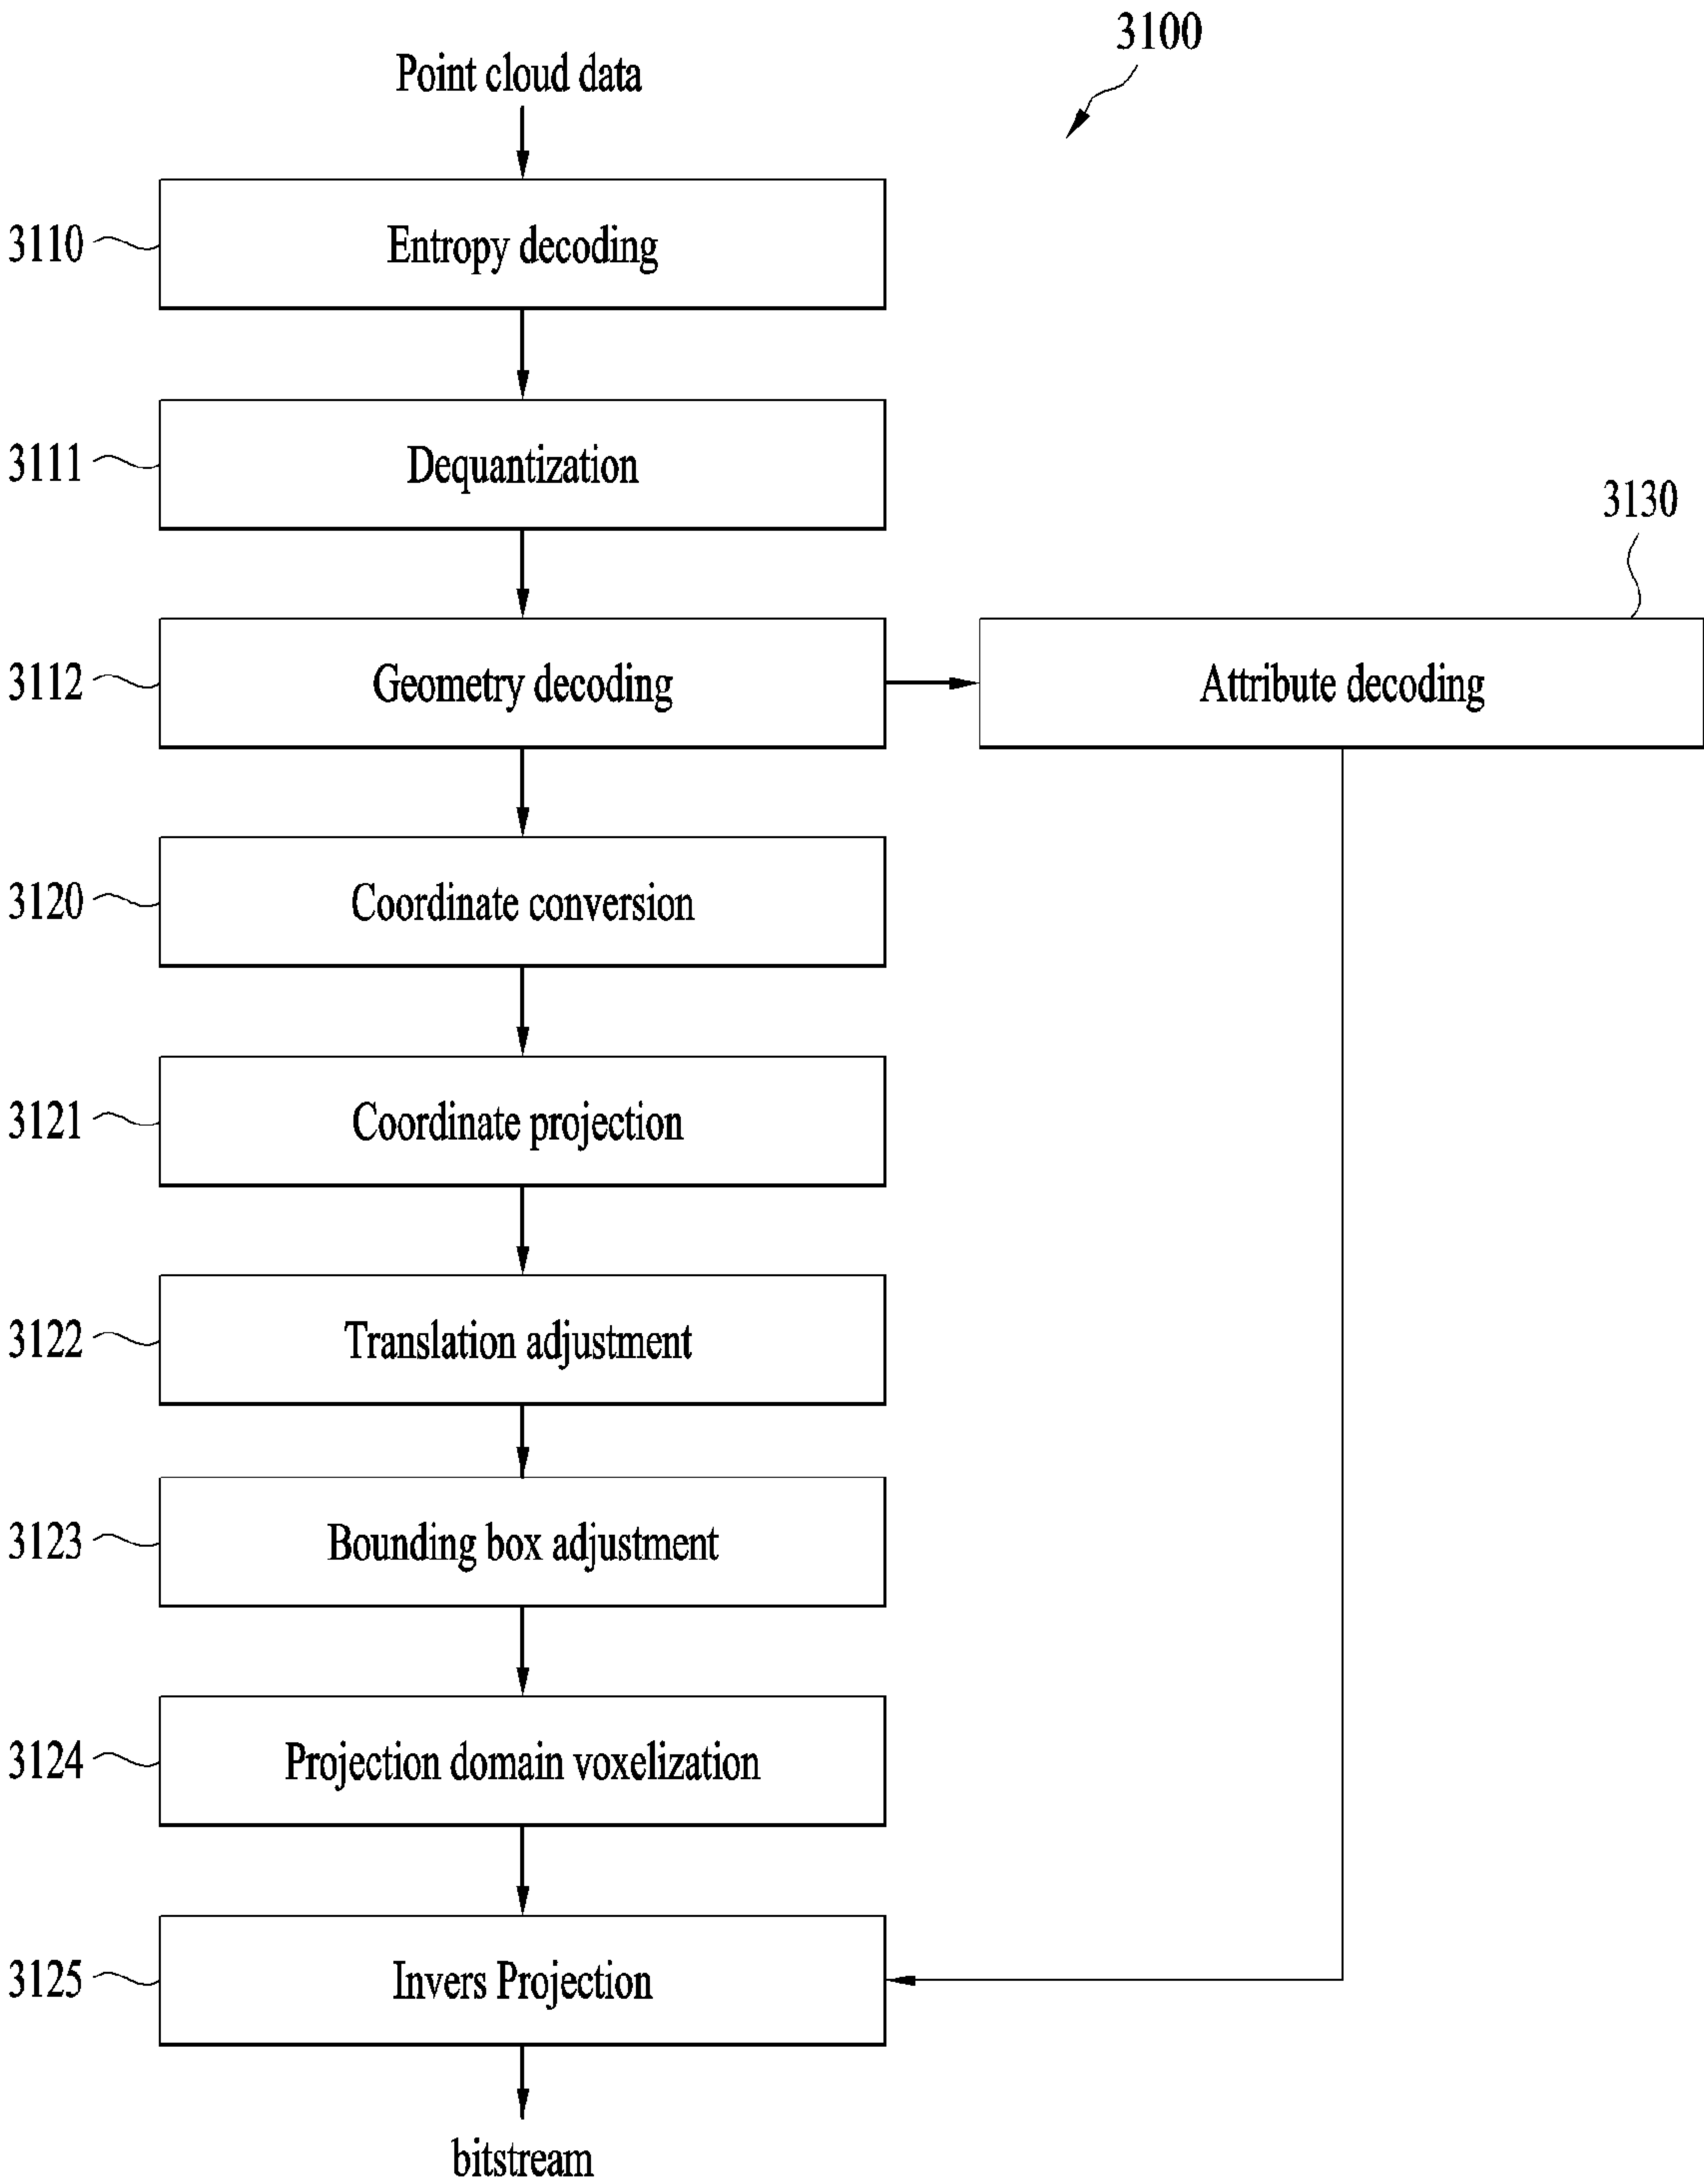 3100
Point cloud data
3110
Entropy decoding
3111
Dequantization
3130
3112
Geometry decoding
Attribute decoding
3120
Coordinate conversion
3121
Coordinate projection
3122
Translation adjustment
3123
Bounding box adjustment
3124
Projection domain voxelization
3125
Invers Projection
bitstream